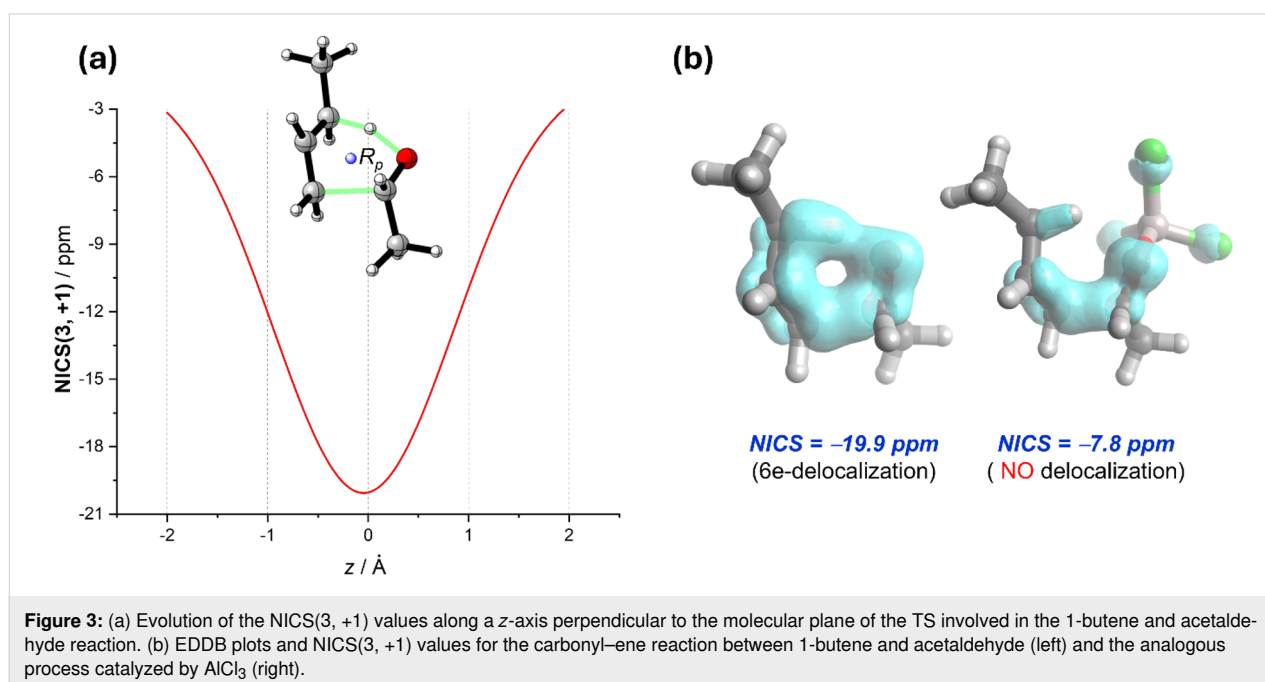 (a)
(b)
NICS(3, +1) / ppm
-3
-6
-9
-12
-15
-18
-21
-2
-1
0
1
2
z / Å
Rp
NICS = –19.9 ppm
(6e-delocalization)
NICS = –7.8 ppm
( NO delocalization)
Figure 3: (a) Evolution of the NICS(3, +1) values along a z-axis perpendicular to the molecular plane of the TS involved in the 1-butene and acetalde-
hyde reaction. (b) EDDB plots and NICS(3, +1) values for the carbonyl–ene reaction between 1-butene and acetaldehyde (left) and the analogous
process catalyzed by AlCl3 (right).